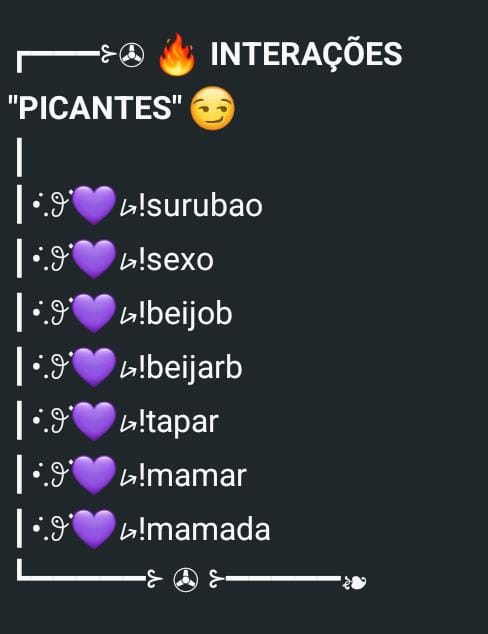 ┏━━━━⊱✇ 🔥 INTERAÇÕES
"PICANTES" 😏
┃
┃•.̇𝜗💜৳!surubao
┃•.̇𝜗💜৳!sexo
┃•.̇𝜗💜৳!beijob
┃•.̇𝜗💜৳!beijarb
┃•.̇𝜗💜৳!tapar
┃•.̇𝜗💜৳!mamar
┃•.̇𝜗💜৳!mamada
┗━━━━━━⊱ ✇ ⊱━━━━━━❧